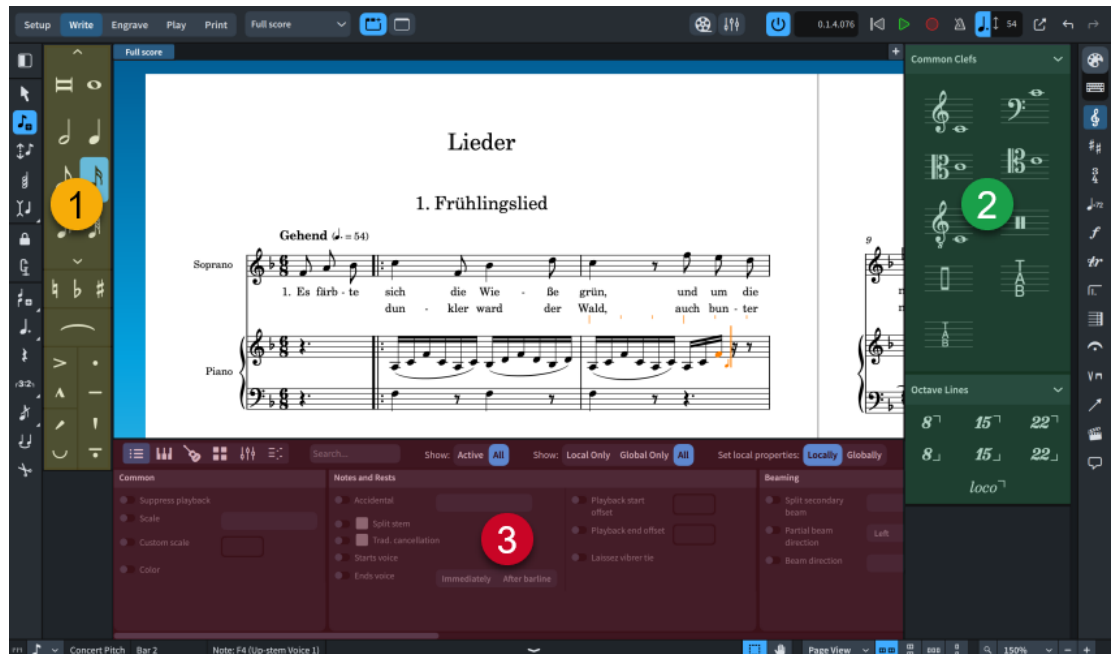 Setup Write Engrave Play Print Full score 0.1.4.076 54
Full score
Common Clefs
Lieder
1. Frühlingslied
Gehend (♩. = 54)
9
Soprano
1. Es färb - te sich die Wie - ße grün, und um die
dun - kler ward der Wald, auch bun - ter
Piano
1
2
Octave Lines
8 15 22
8 15 22
loco
Search... Show: Active All Show: Local Only Global Only All Set local properties: Locally Globally
Common Notes and Rests Beaming
Suppress playback Accidental Playback start offset Split secondary beam
Scale Split stem Playback end offset Partial beam direction Left
Custom scale Trad. cancellation
Starts voice Laissez vibrer tie Beam direction
Color Ends voice Immediately After barline
3
Concert Pitch Bar 2 Note: F4 (Up-stem Voice 1) Page View 150%